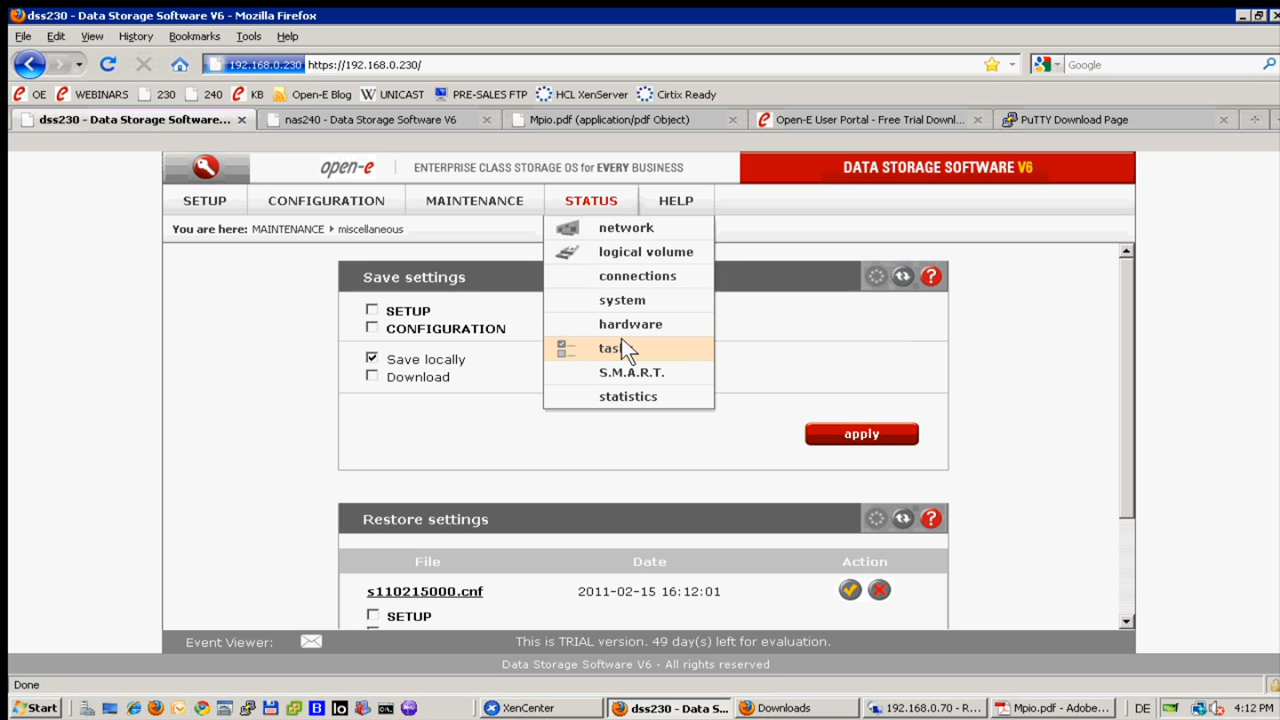 dss230 - Data Storage Software V6 - Mozilla Firefox
File Edit View History Bookmarks Tools Help
192.168.0.230 https://192.168.0.230/ Google
OE WEBINARS 230 240 KB Open-E Blog UNICAST PRE-SALES FTP HCL XenServer Cirtix Ready
dss230 - Data Storage Software... nas240 - Data Storage Software V6 Mpio.pdf (application/pdf Object) Open-E User Portal - Free Trial Downl... PuTTY Download Page
open-e ENTERPRISE CLASS STORAGE OS for EVERY BUSINESS DATA STORAGE SOFTWARE V6
SETUP CONFIGURATION MAINTENANCE STATUS HELP
You are here: MAINTENANCE miscellaneous
network
logical volume
connections
system
hardware
S.M.A.R.T.
statistics
Save settings
SETUP
CONFIGURATION
Save locally
Download
apply
Restore settings
File Date Action
s110215000.cnf 2011-02-15 16:12:01
SETUP
Event Viewer: This is TRIAL version. 49 day(s) left for evaluation.
Data Storage Software V6 - All rights reserved
Done
Start XenCenter dss230 - Data S... Downloads 192.168.0.70 - R... Mpio.pdf - Adobe... DE 4:12 PM